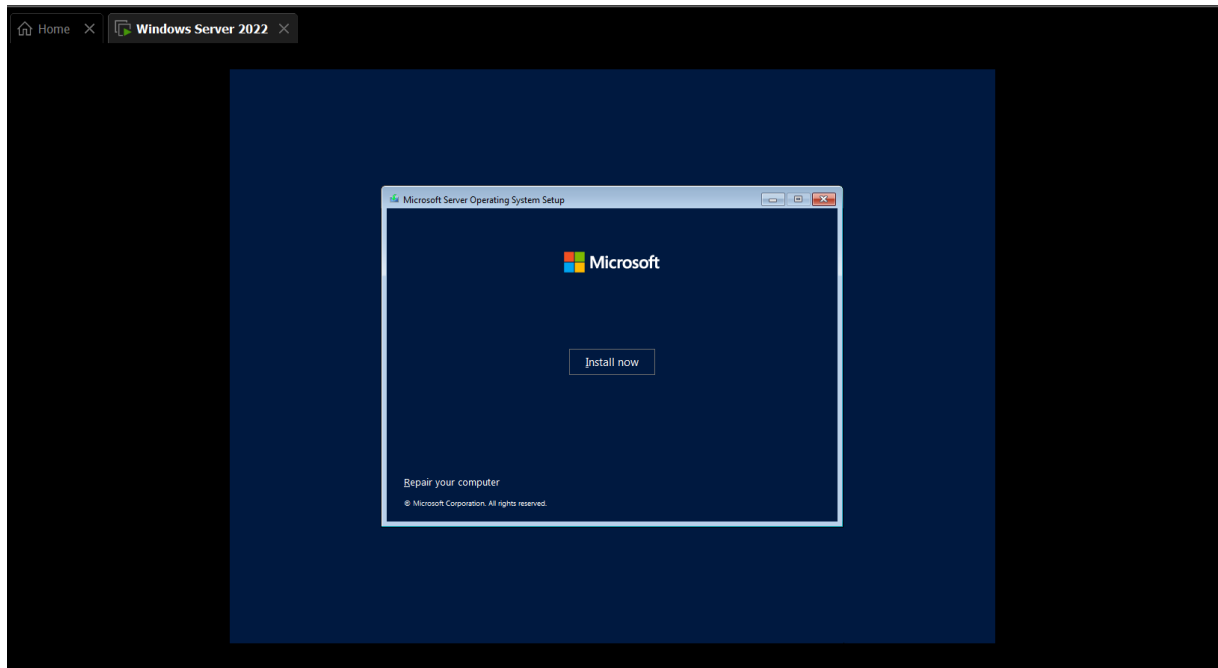 Home
Windows Server 2022
Microsoft Server Operating System Setup
Microsoft
Install now
Repair your computer
© Microsoft Corporation. All rights reserved.